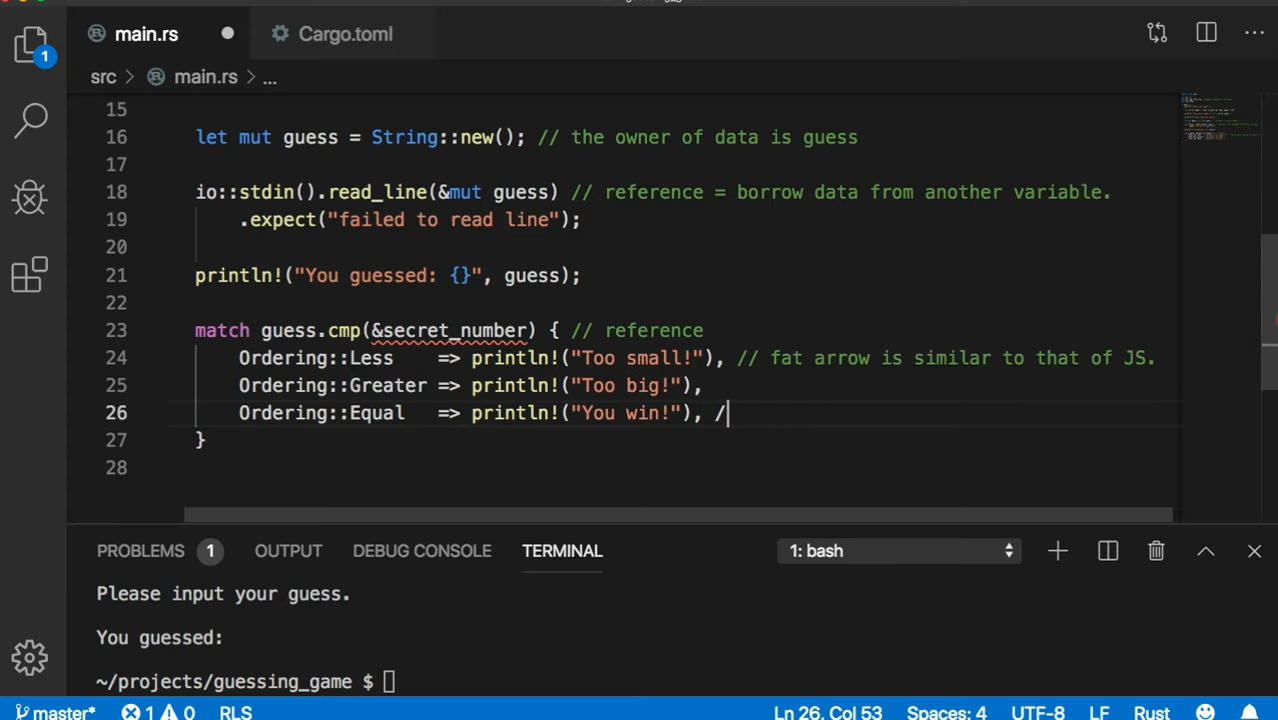 main.rs Cargo.toml
1
src > main.rs > ...
15
16 let mut guess = String::new(); // the owner of data is guess
17
18 io::stdin().read_line(&mut guess) // reference = borrow data from another variable.
19 .expect("failed to read line");
20
21 println!("You guessed: {}", guess);
22
23 match guess.cmp(&secret_number) { // reference
24 Ordering::Less => println!("Too small!"), // fat arrow is similar to that of JS.
25 Ordering::Greater => println!("Too big!"),
26 Ordering::Equal => println!("You win!"), /
27 }
28
PROBLEMS 1 OUTPUT DEBUG CONSOLE TERMINAL 1: bash
Please input your guess.
You guessed:
~/projects/guessing_game $
master* 1 0 RLS Ln 26, Col 53 Spaces: 4 UTF-8 LF Rust